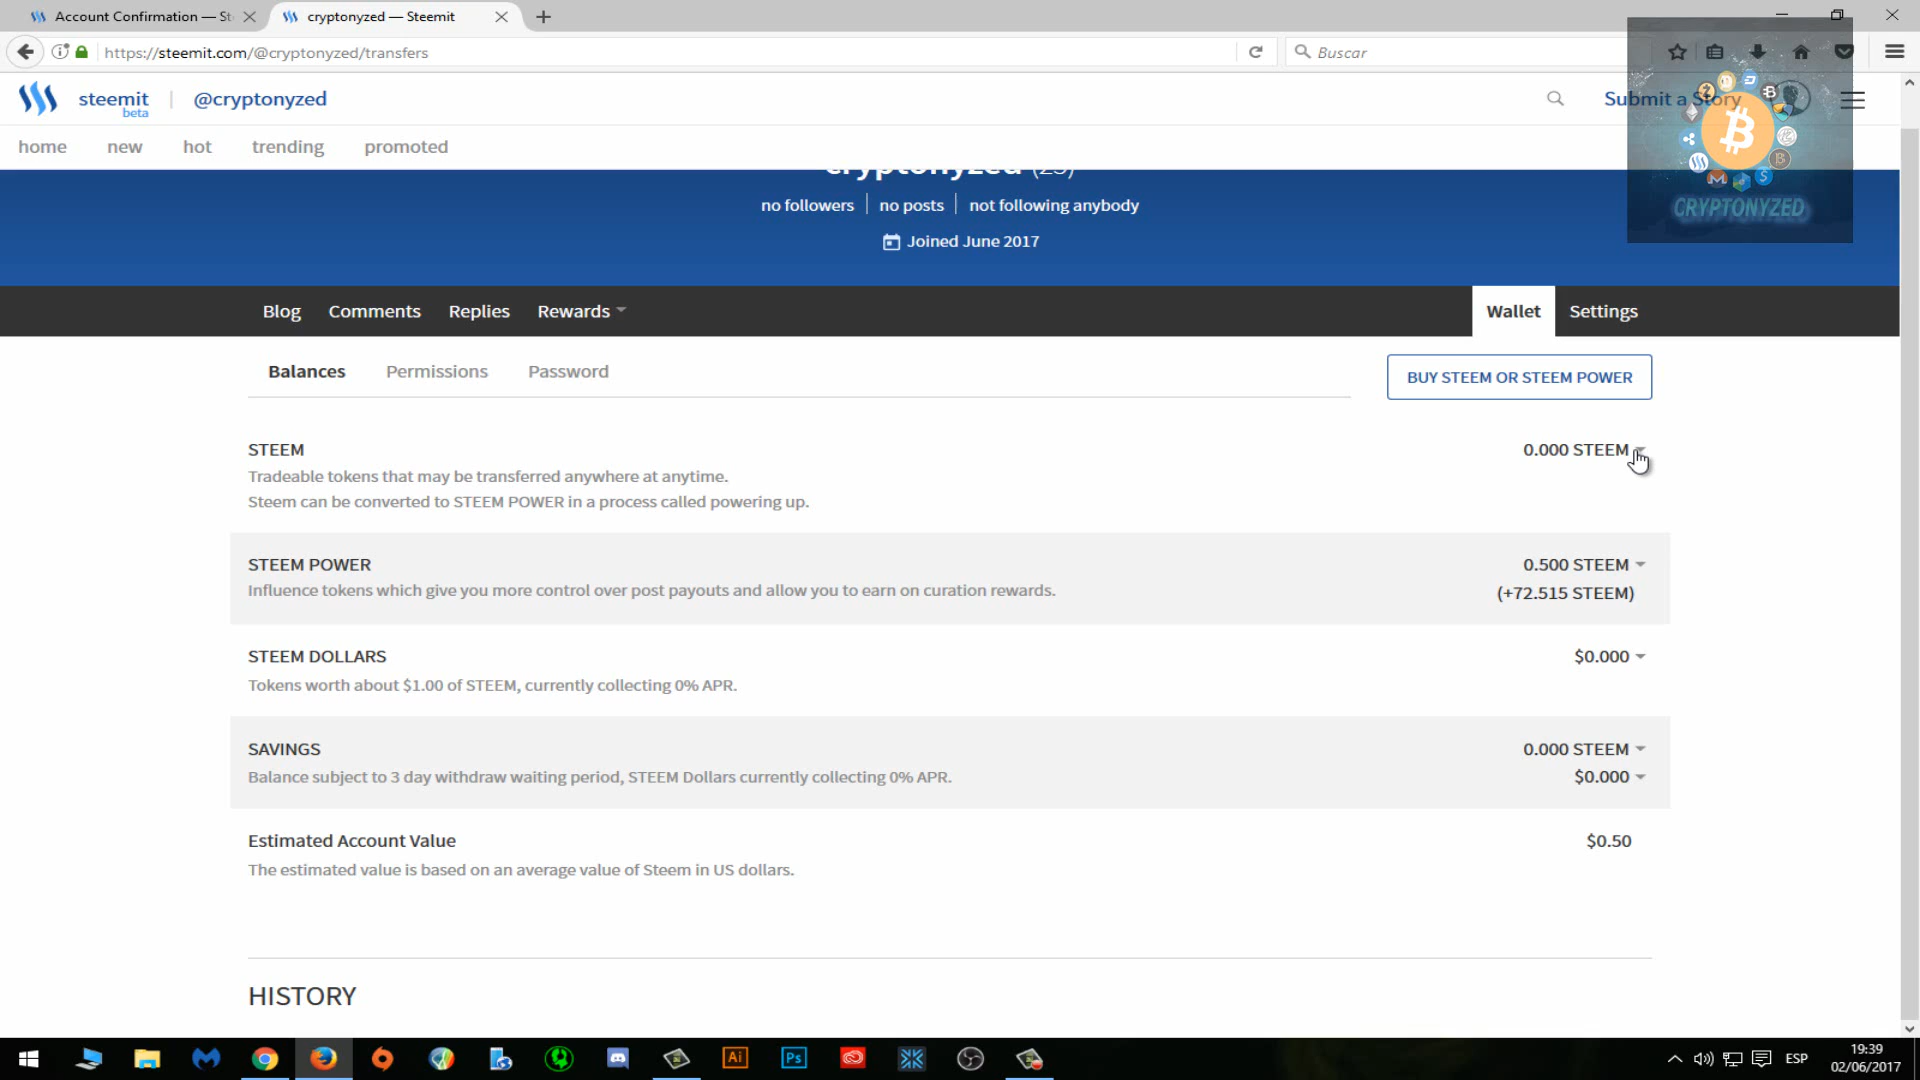 Account Confirmation — St
cryptonyzed — Steemit
https://steemit.com/@cryptonyzed/transfers
Buscar
steemit
beta
@cryptonyzed
Submit a Story
home
new
hot
trending
promoted
cryptonyzed (25)
no followers
no posts
not following anybody
Joined June 2017
CRYPTONYZED
Blog
Comments
Replies
Rewards
Wallet
Settings
Balances
Permissions
Password
BUY STEEM OR STEEM POWER
STEEM
0.000 STEEM
Tradeable tokens that may be transferred anywhere at anytime.
Steem can be converted to STEEM POWER in a process called powering up.
STEEM POWER
0.500 STEEM
Influence tokens which give you more control over post payouts and allow you to earn on curation rewards.
(+72.515 STEEM)
STEEM DOLLARS
$0.000
Tokens worth about $1.00 of STEEM, currently collecting 0% APR.
SAVINGS
0.000 STEEM
Balance subject to 3 day withdraw waiting period, STEEM Dollars currently collecting 0% APR.
$0.000
Estimated Account Value
$0.50
The estimated value is based on an average value of Steem in US dollars.
HISTORY
Ai
Ps
ESP
19:39
02/06/2017